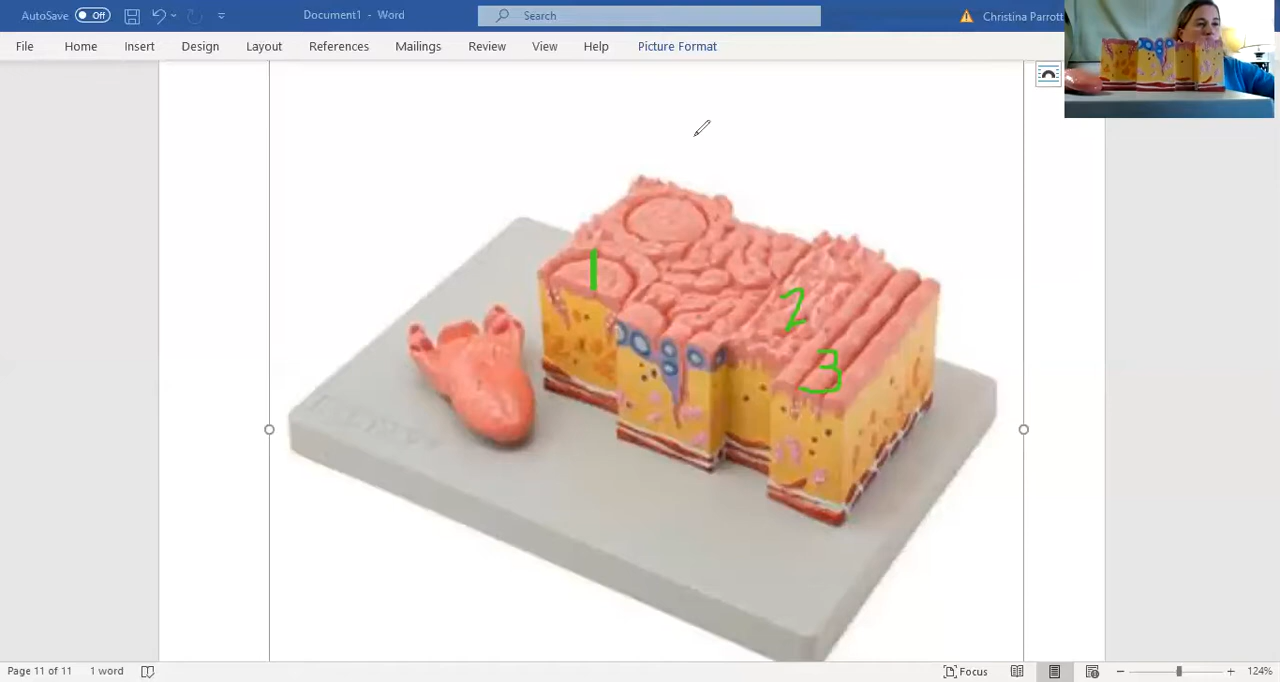 AutoSave Off Document1 - Word Search Christina Parrott
File Home Insert Design Layout References Mailings Review View Help Picture Format
1
2
3
Page 11 of 11 1 word Focus 124%